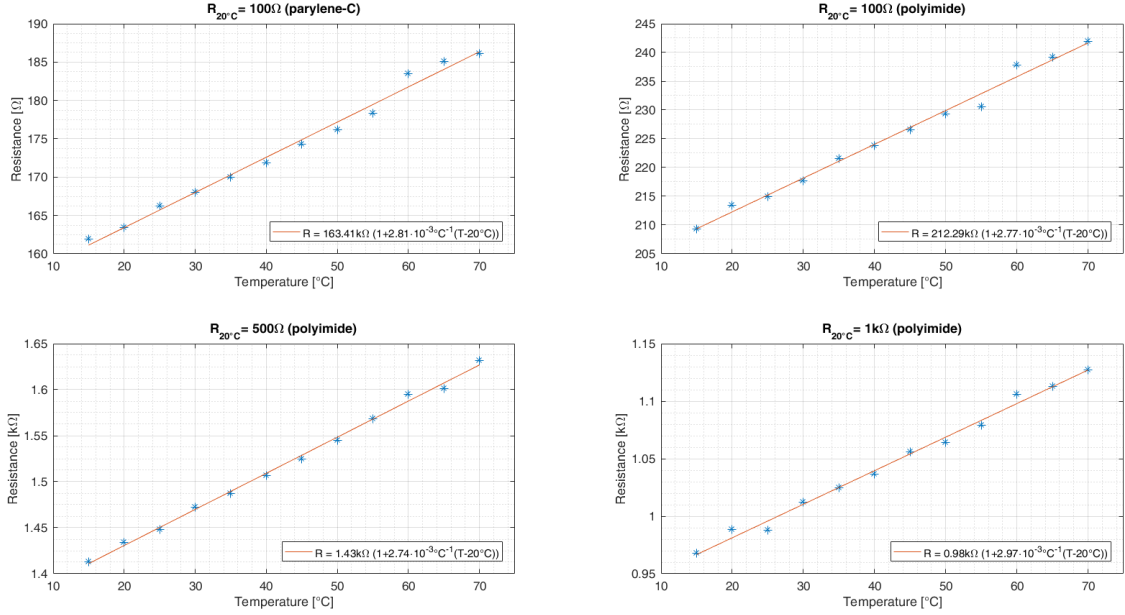 R20°C= 100Ω (parylene-C)
190
185
180
175
170
165
160
Resistance [Ω]
10 20 30 40 50 60 70
Temperature [°C]
R = 163.41kΩ (1+2.81·10-3°C-1(T-20°C))
R20°C= 100Ω (polyimide)
245
240
235
230
225
220
215
210
205
Resistance [Ω]
10 20 30 40 50 60 70
Temperature [°C]
R = 212.29kΩ (1+2.77·10-3°C-1(T-20°C))
R20°C= 500Ω (polyimide)
1.65
1.6
1.55
1.5
1.45
1.4
Resistance [kΩ]
10 20 30 40 50 60 70
Temperature [°C]
R = 1.43kΩ (1+2.74·10-3°C-1(T-20°C))
R20°C= 1kΩ (polyimide)
1.15
1.1
1.05
1
0.95
Resistance [kΩ]
10 20 30 40 50 60 70
Temperature [°C]
R = 0.98kΩ (1+2.97·10-3°C-1(T-20°C))